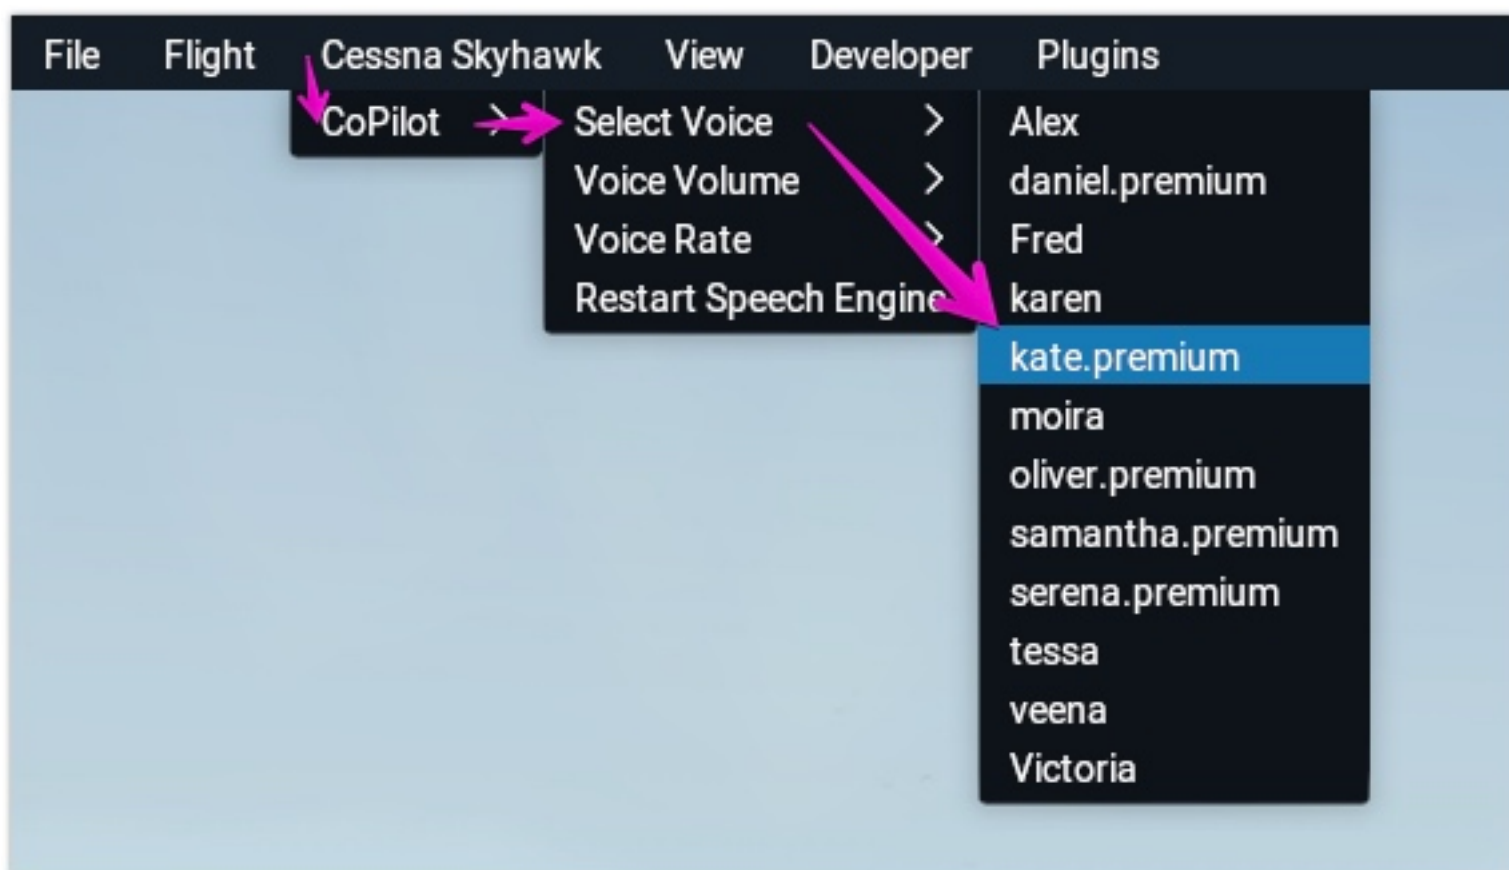 File Flight Cessna Skyhawk View Developer Plugins
CoPilot
Select Voice
Voice Volume
Voice Rate
Restart Speech Engine
Alex
daniel.premium
Fred
karen
kate.premium
moira
oliver.premium
samantha.premium
serena.premium
tessa
veena
Victoria